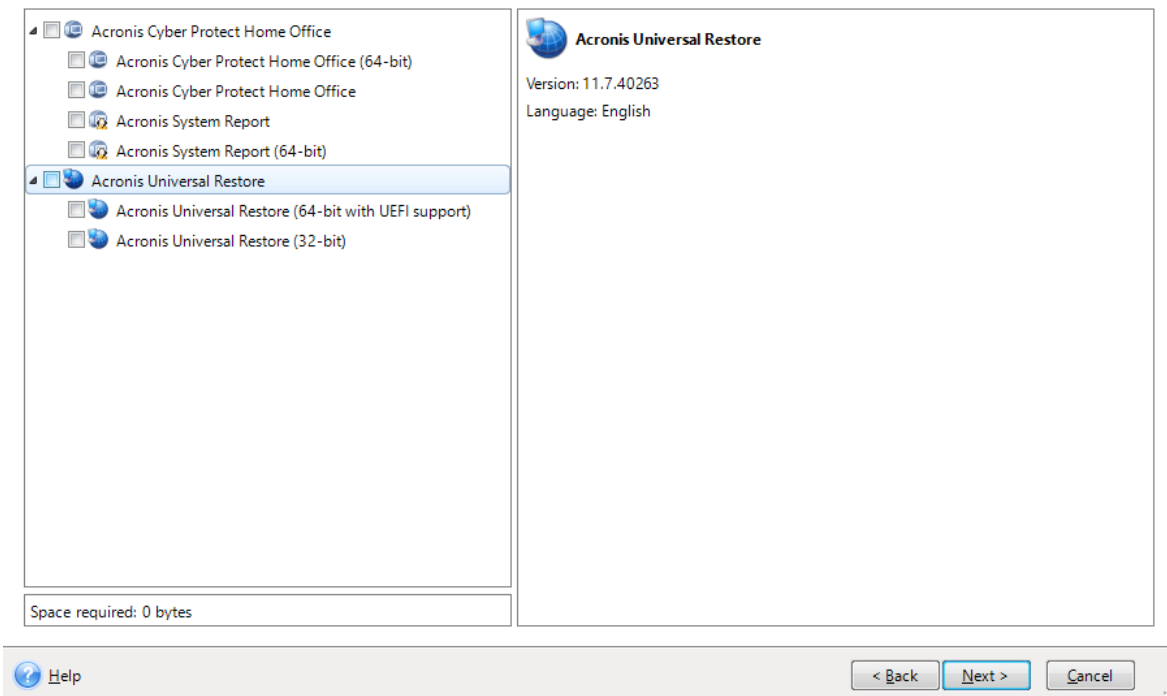 Acronis Cyber Protect Home Office
Acronis Cyber Protect Home Office (64-bit)
Acronis Cyber Protect Home Office
Acronis System Report
Acronis System Report (64-bit)
Acronis Universal Restore
Acronis Universal Restore (64-bit with UEFI support)
Acronis Universal Restore (32-bit)
Space required: 0 bytes
Acronis Universal Restore
Version: 11.7.40263
Language: English
Help
< Back
Next >
Cancel